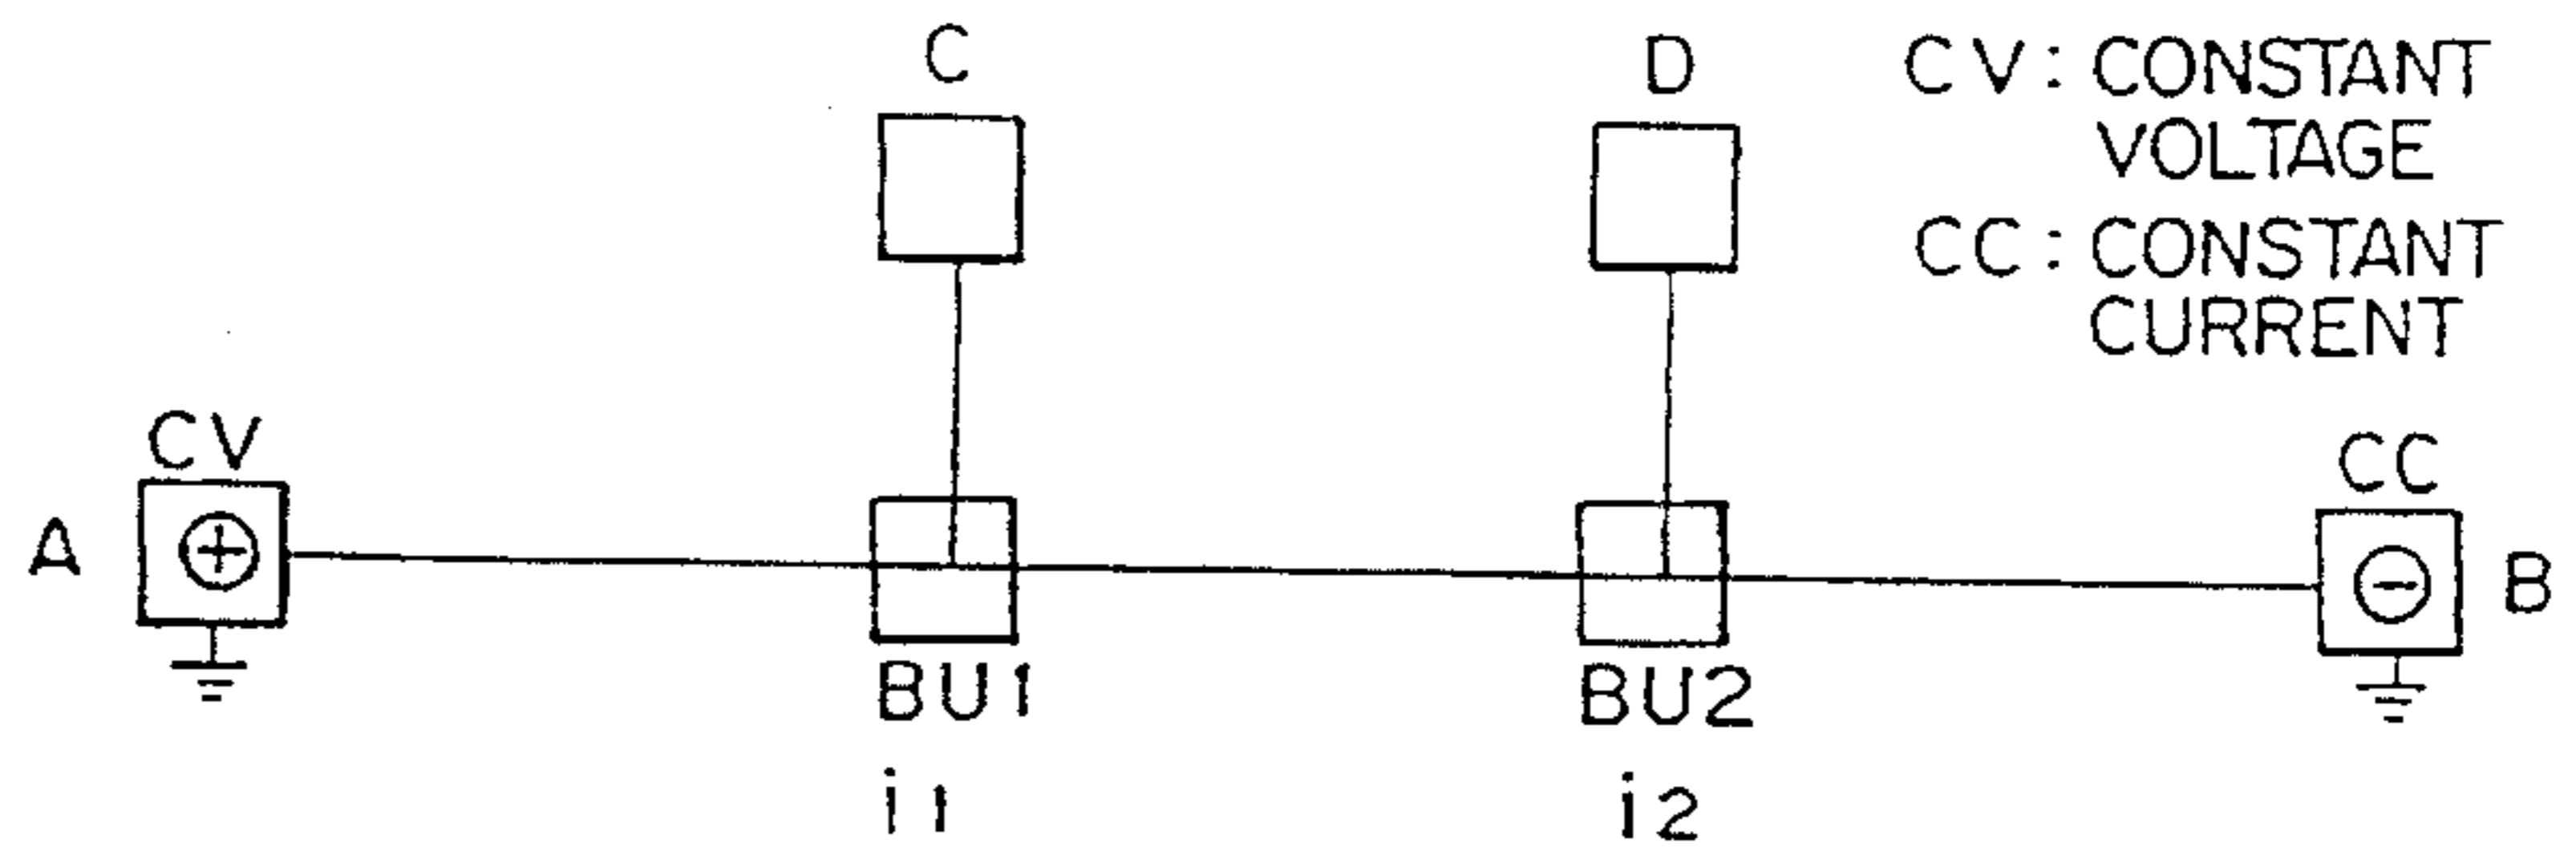 C
D
CV: CONSTANT
VOLTAGE
CC: CONSTANT
CURRENT
CV
CC
A
+
−
B
BU1
BU2
i1
i2